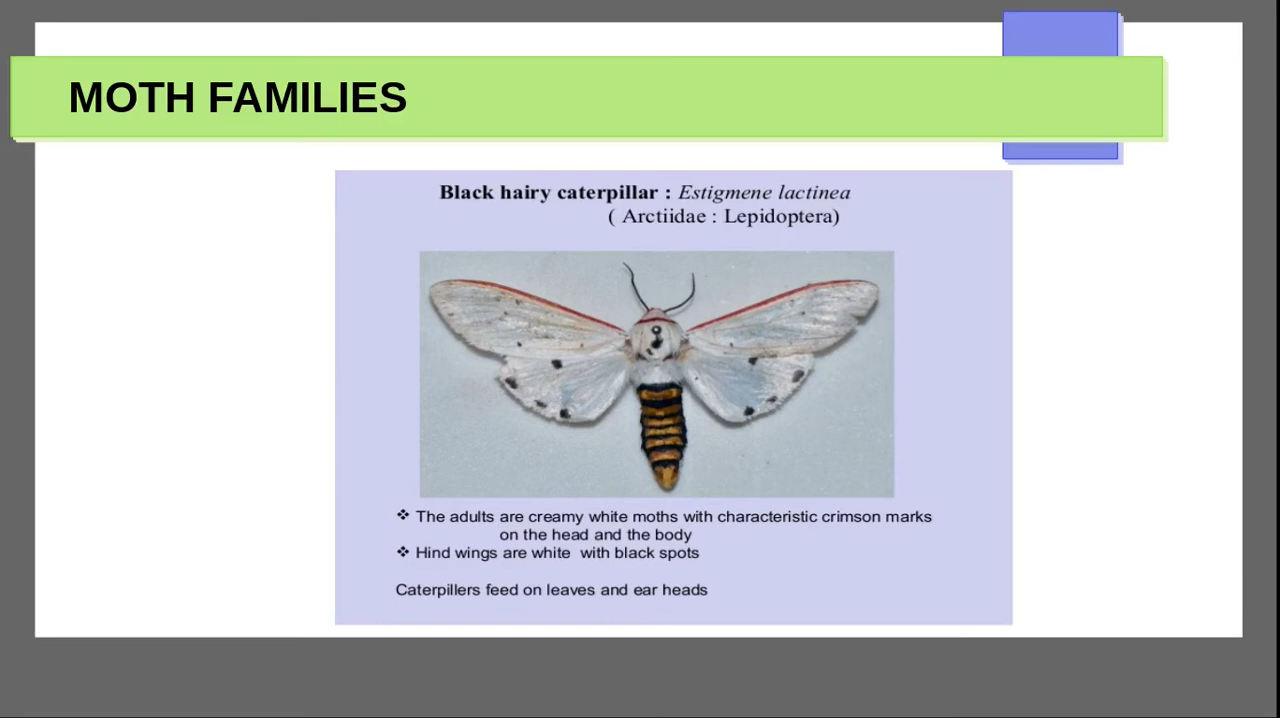 MOTH FAMILIES
Black hairy caterpillar : Estigmene lactinea
( Arctiidae : Lepidoptera)
❖ The adults are creamy white moths with characteristic crimson marks
on the head and the body
❖ Hind wings are white with black spots
Caterpillers feed on leaves and ear heads